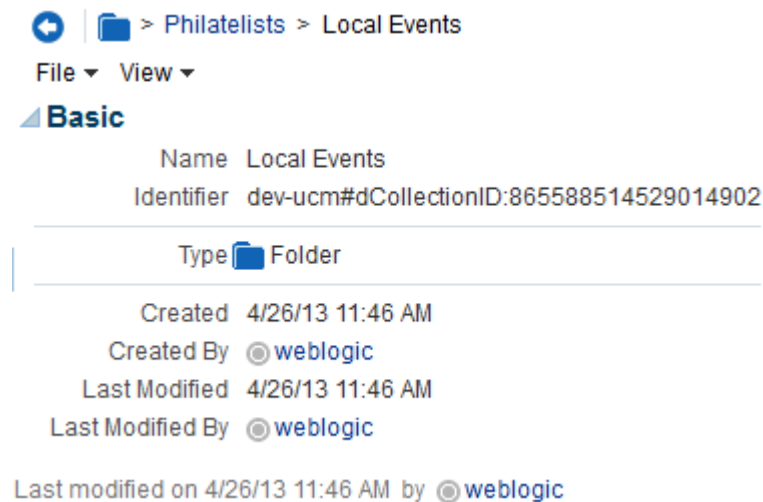 > Philatelists > Local Events
File View
Basic
Name Local Events
Identifier dev-ucm#dCollectionID:865588514529014902
Type Folder
Created 4/26/13 11:46 AM
Created By weblogic
Last Modified 4/26/13 11:46 AM
Last Modified By weblogic
Last modified on 4/26/13 11:46 AM by weblogic